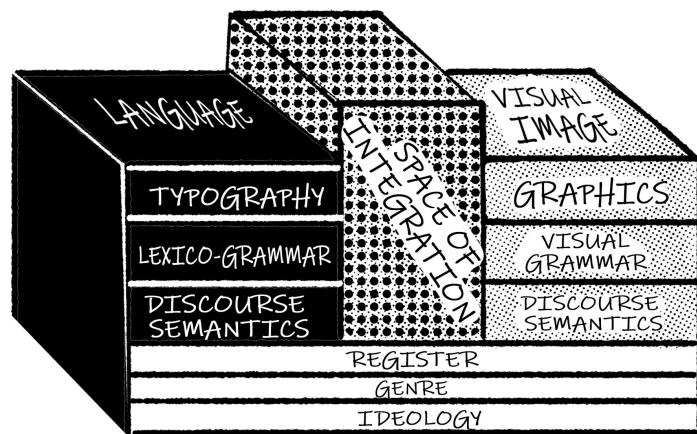 LANGUAGE
TYPOGRAPHY
LEXICO-GRAMMAR
DISCOURSE
SEMANTICS
SPACE OF
INTEGRATION
VISUAL
IMAGE
GRAPHICS
VISUAL
GRAMMAR
DISCOURSE
SEMANTICS
REGISTER
GENRE
IDEOLOGY